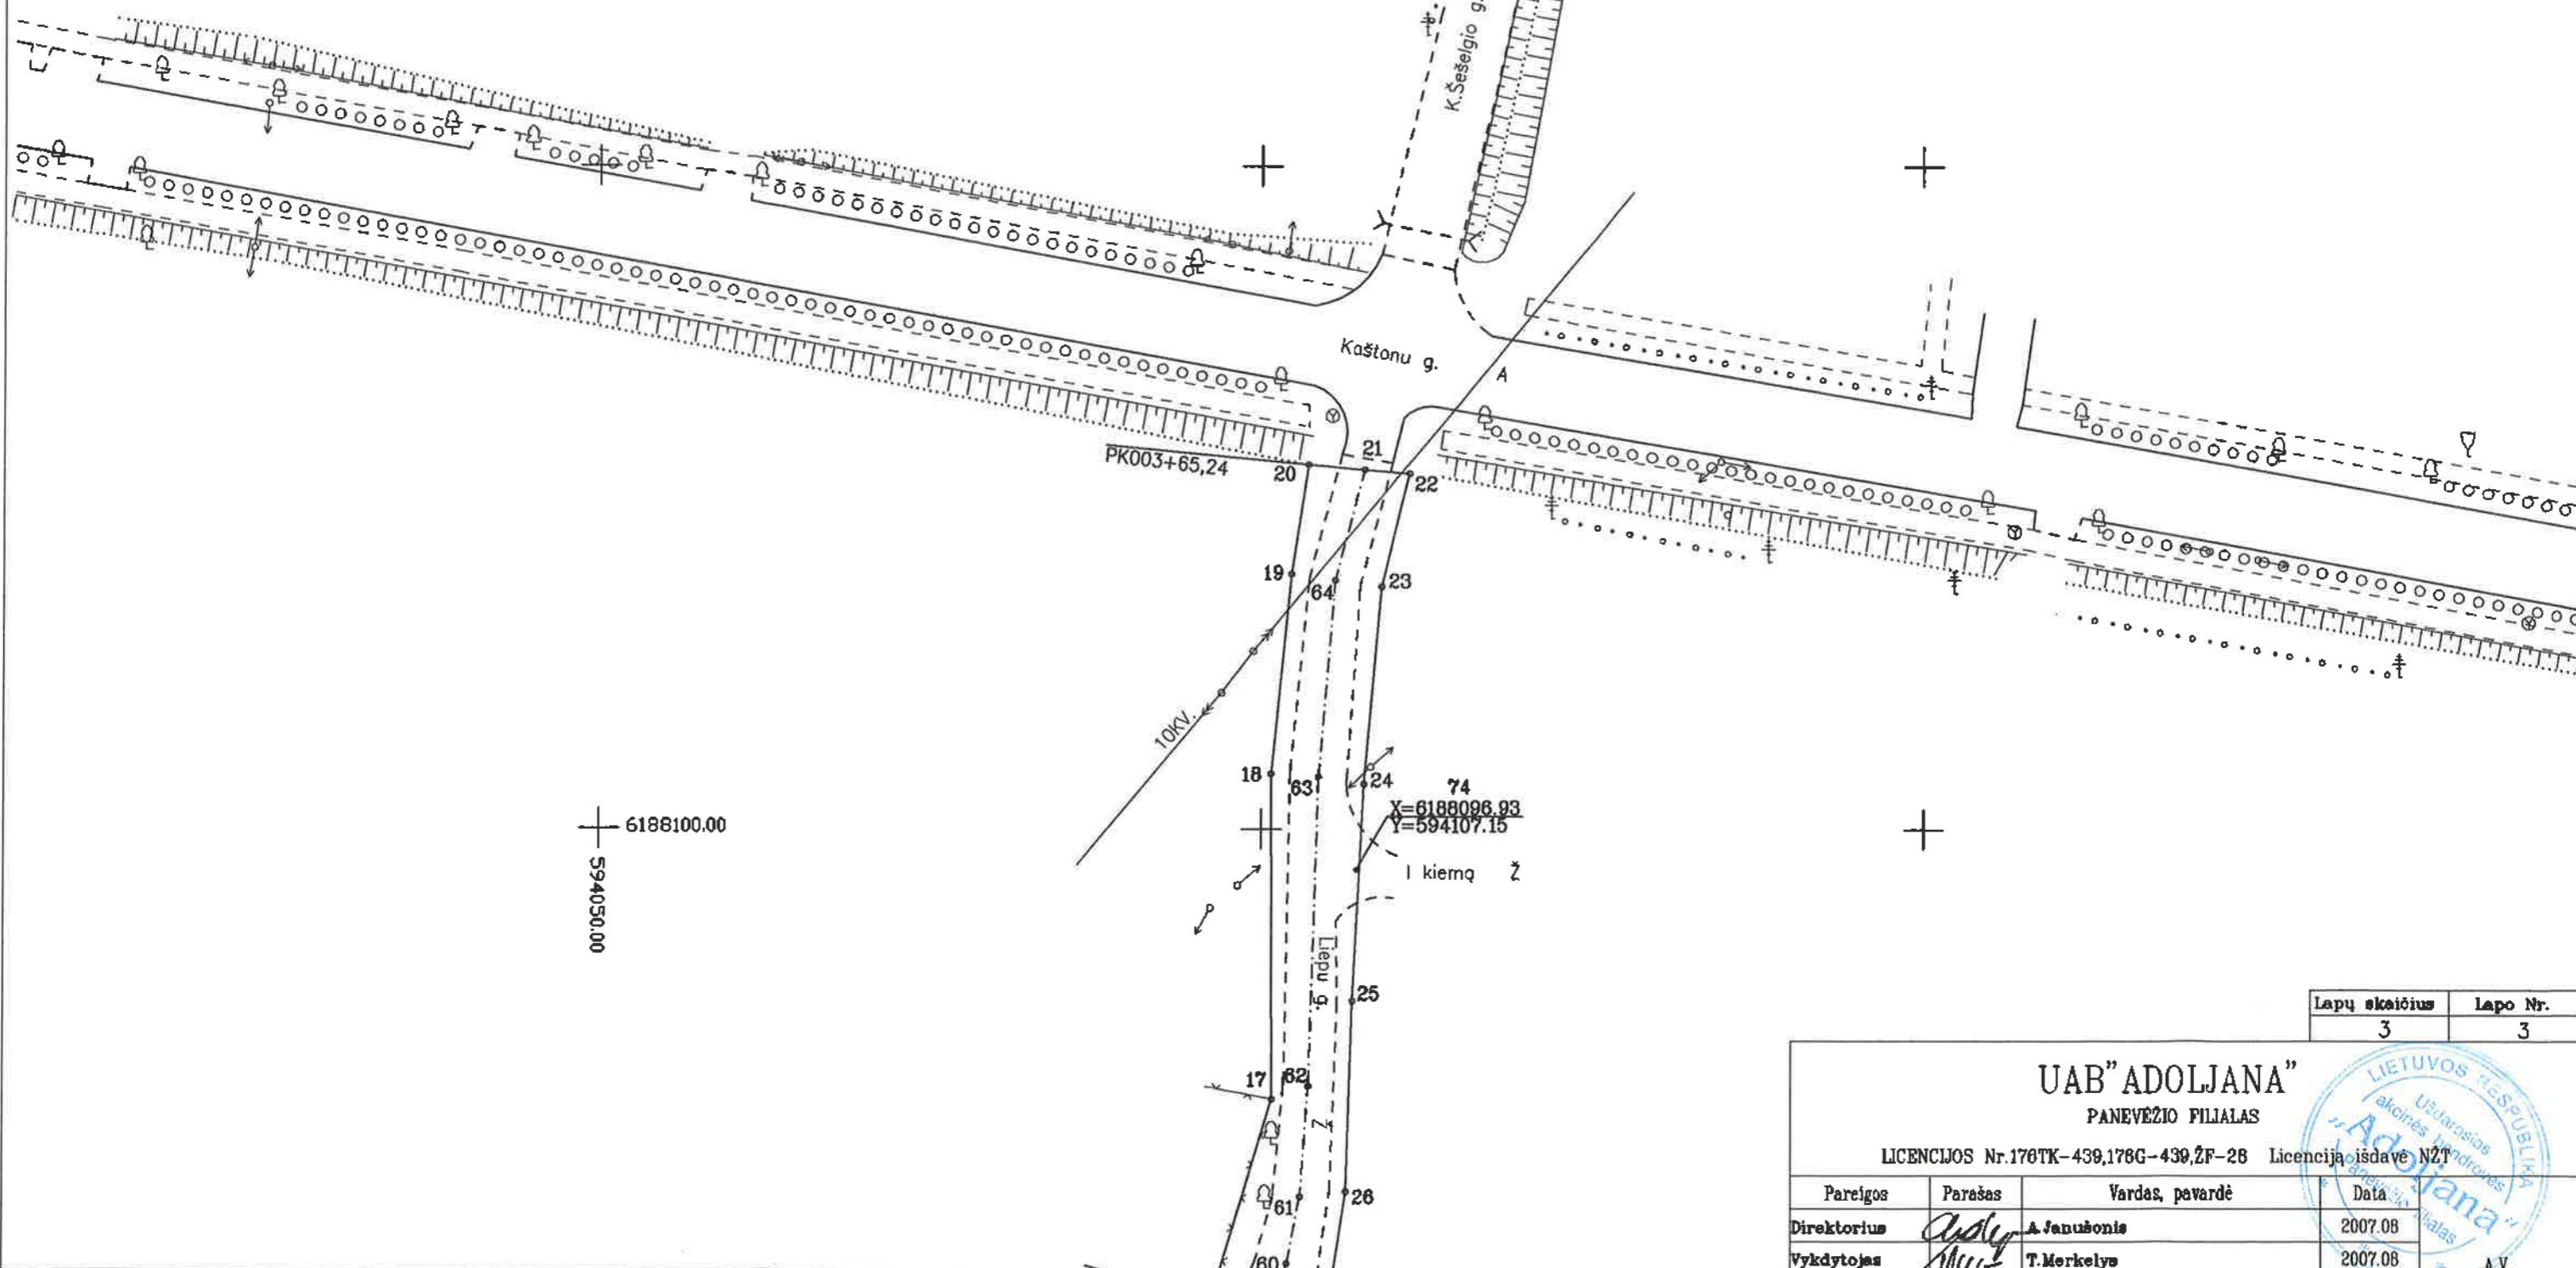 K.Šešelgio g.
Kaštonu g.
A
PK003+65,24
20
21
22
19
64
23
10KV.
18
63
24
74
X=6188096.93
Y=594107.15
6188100.00
594050.00
I kiemą Ž
Liepu g.
25
17
62
Ž
26
61
60
Lapų skaičius Lapo Nr.
3 3
UAB"ADOLJANA"
PANEVĖŽIO FILIALAS
LICENCIJOS Nr.176TK-439,176G-439,ŽF-26 Licenciją išdavė NŽT
LIETUVOS RESPUBLIKA
Uždarosios
akcinės bendrovės
"Adoljana"
Panevėžio filialas
Pareigos Parašas Vardas, pavardė Data
Direktorius A.Janušonis 2007.08
Vykdytojas T.Merkelys 2007.08
A.V.